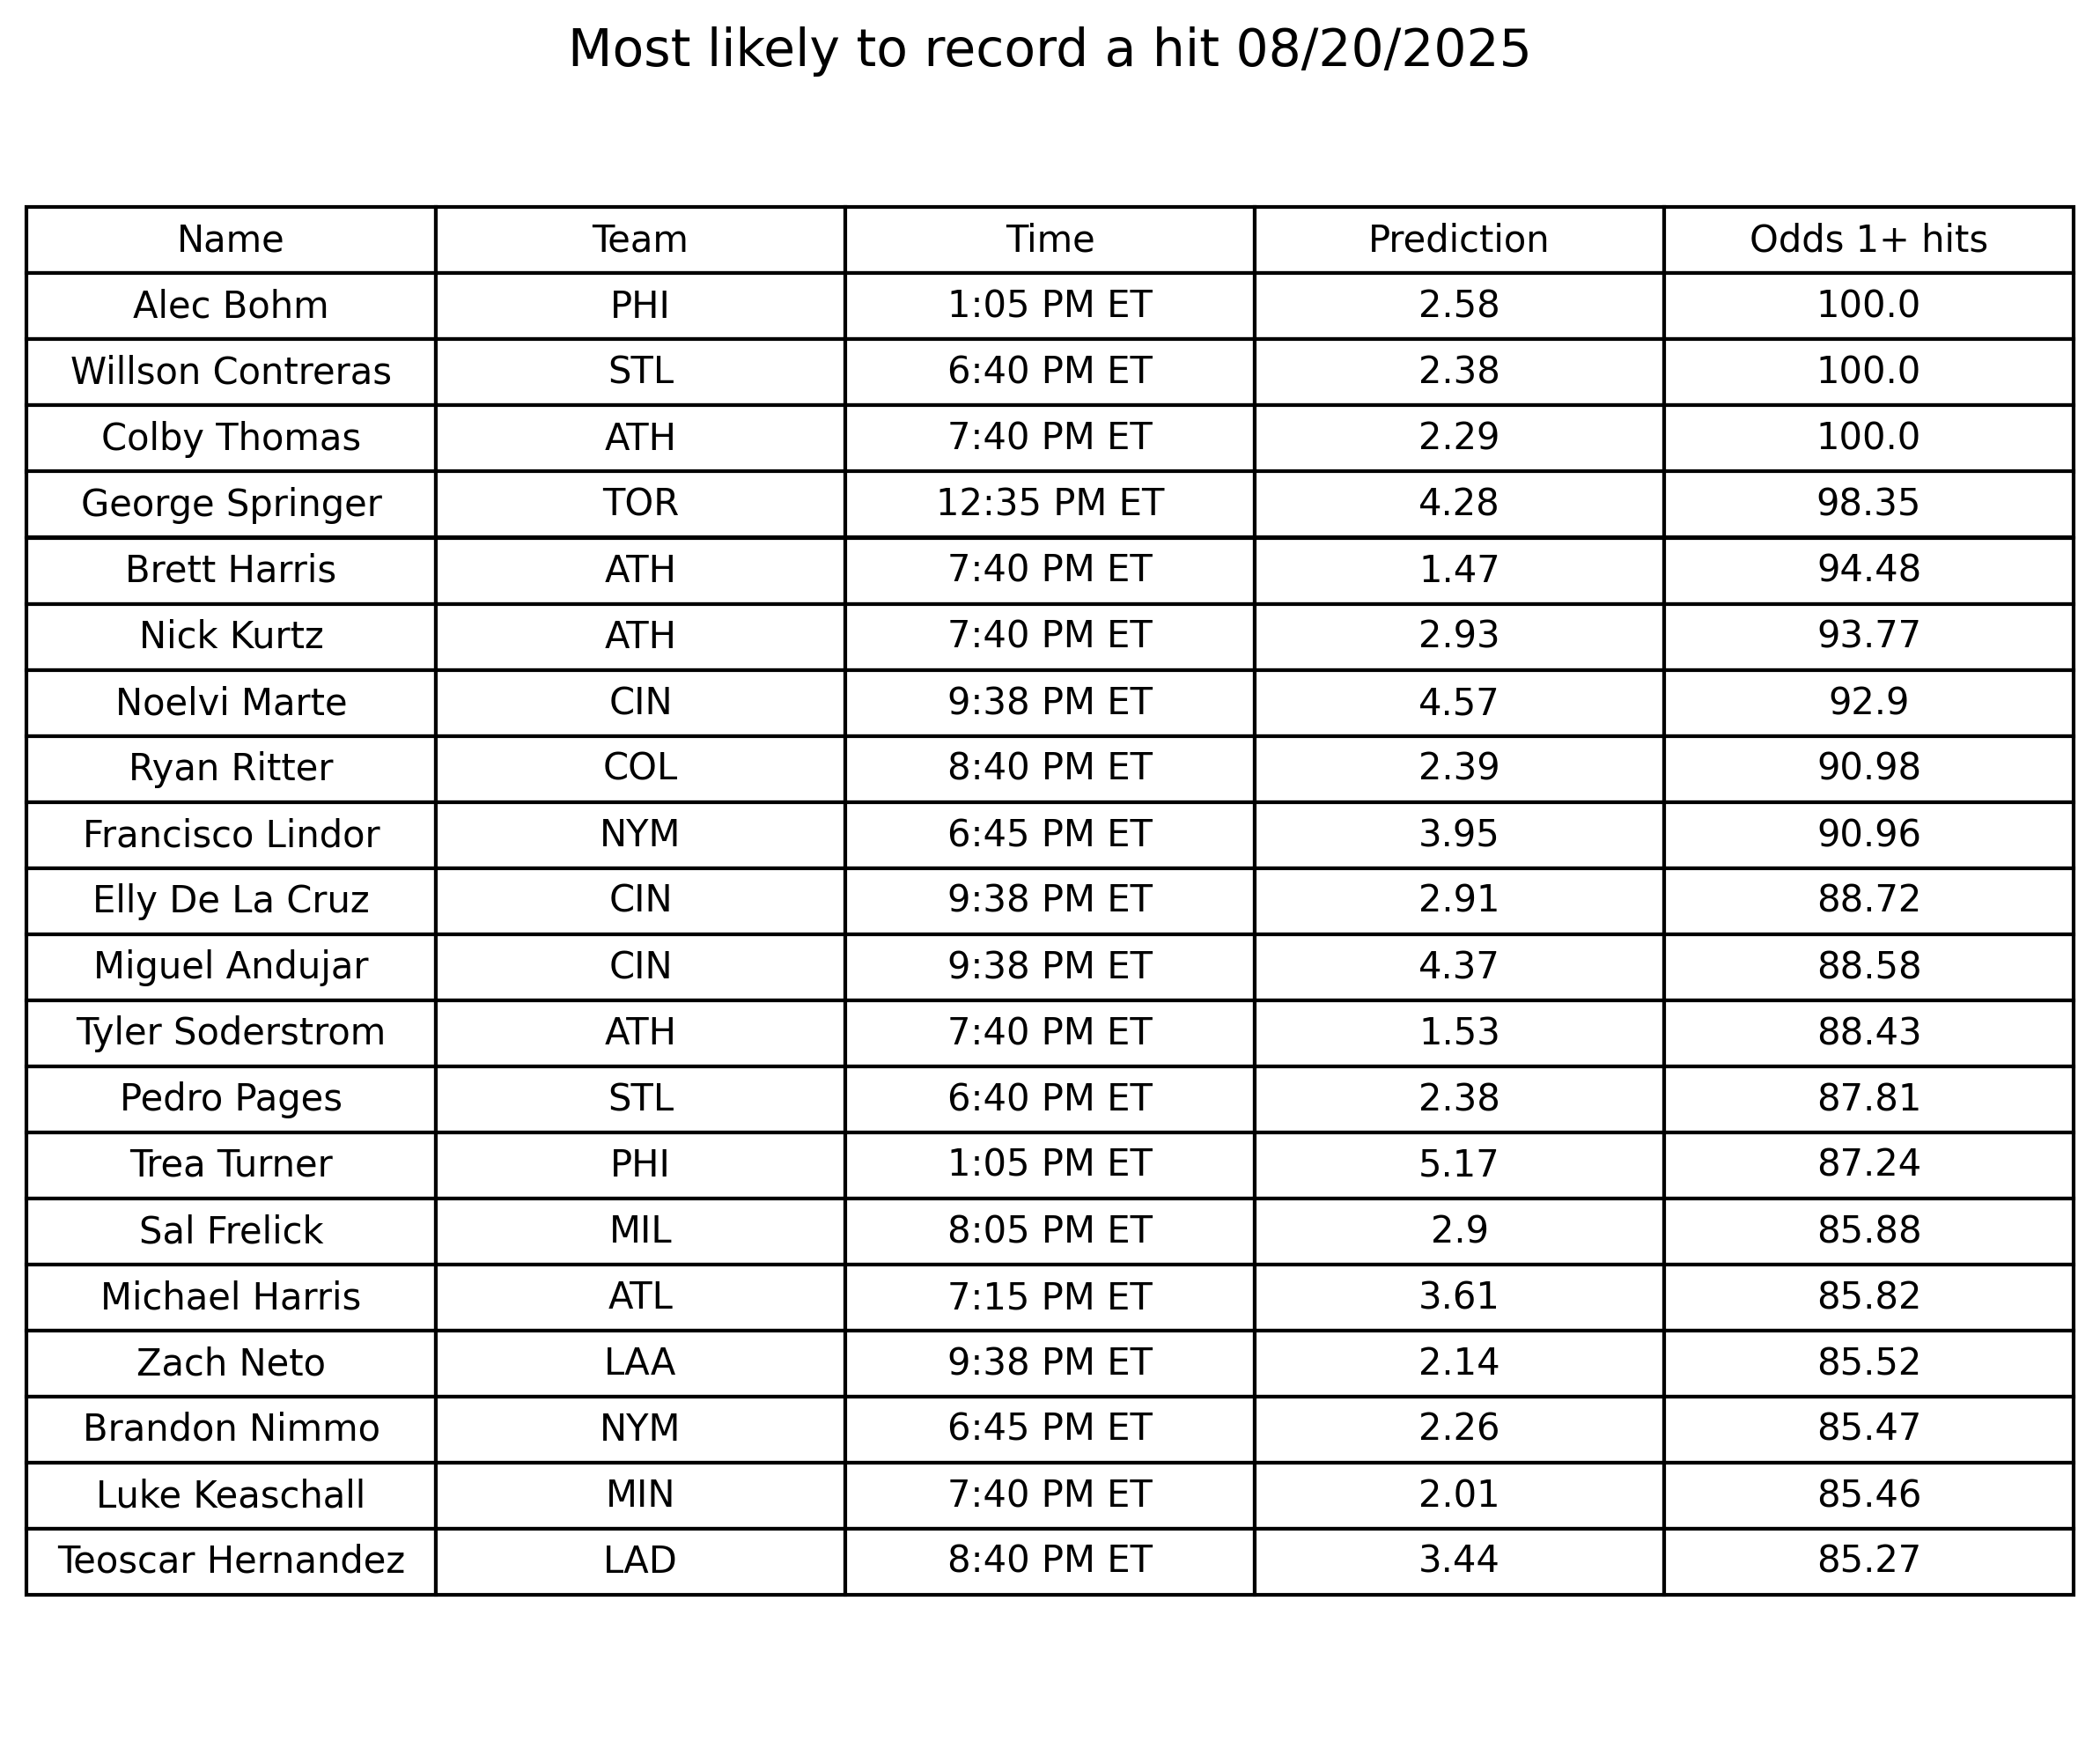 Most likely to record a hit 08/20/2025
Name Team Time Prediction Odds 1+ hits
Alec Bohm PHI 1:05 PM ET 2.58 100.0
Willson Contreras STL 6:40 PM ET 2.38 100.0
Colby Thomas ATH 7:40 PM ET 2.29 100.0
George Springer TOR 12:35 PM ET 4.28 98.35
Brett Harris ATH 7:40 PM ET 1.47 94.48
Nick Kurtz ATH 7:40 PM ET 2.93 93.77
Noelvi Marte CIN 9:38 PM ET 4.57 92.9
Ryan Ritter COL 8:40 PM ET 2.39 90.98
Francisco Lindor NYM 6:45 PM ET 3.95 90.96
Elly De La Cruz CIN 9:38 PM ET 2.91 88.72
Miguel Andujar CIN 9:38 PM ET 4.37 88.58
Tyler Soderstrom ATH 7:40 PM ET 1.53 88.43
Pedro Pages STL 6:40 PM ET 2.38 87.81
Trea Turner PHI 1:05 PM ET 5.17 87.24
Sal Frelick MIL 8:05 PM ET 2.9 85.88
Michael Harris ATL 7:15 PM ET 3.61 85.82
Zach Neto LAA 9:38 PM ET 2.14 85.52
Brandon Nimmo NYM 6:45 PM ET 2.26 85.47
Luke Keaschall MIN 7:40 PM ET 2.01 85.46
Teoscar Hernandez LAD 8:40 PM ET 3.44 85.27